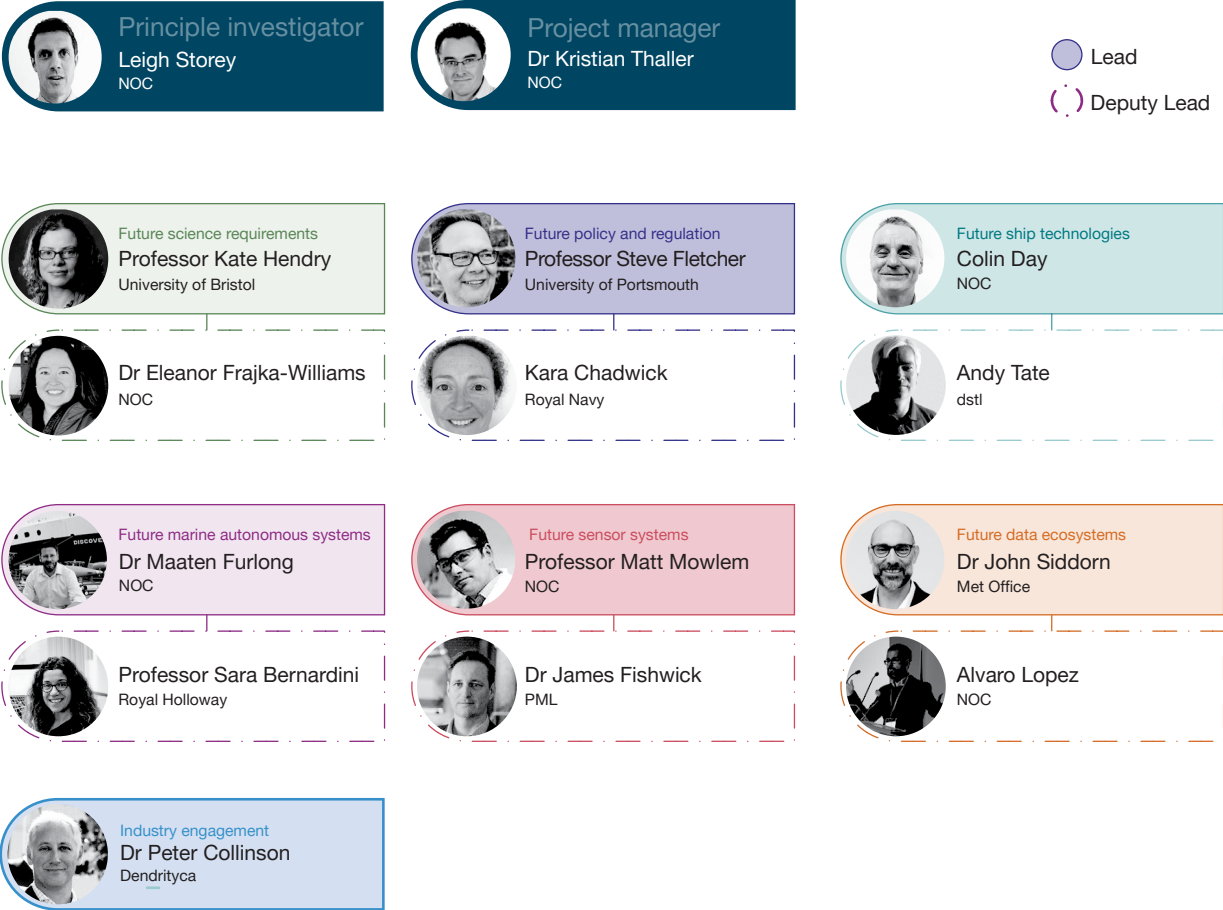 Principle investigator
Leigh Storey
NOC
Project manager
Dr Kristian Thaller
NOC
Lead
Deputy Lead
Future science requirements
Professor Kate Hendry
University of Bristol
Dr Eleanor Frajka-Williams
NOC
Future policy and regulation
Professor Steve Fletcher
University of Portsmouth
Kara Chadwick
Royal Navy
Future ship technologies
Colin Day
NOC
Andy Tate
dstl
Future marine autonomous systems
Dr Maaten Furlong
NOC
DISCOVE
Professor Sara Bernardini
Royal Holloway
Future sensor systems
Professor Matt Mowlem
NOC
Dr James Fishwick
PML
Future data ecosystems
Dr John Siddorn
Met Office
Alvaro Lopez
NOC
Industry engagement
Dr Peter Collinson
Dendrityca